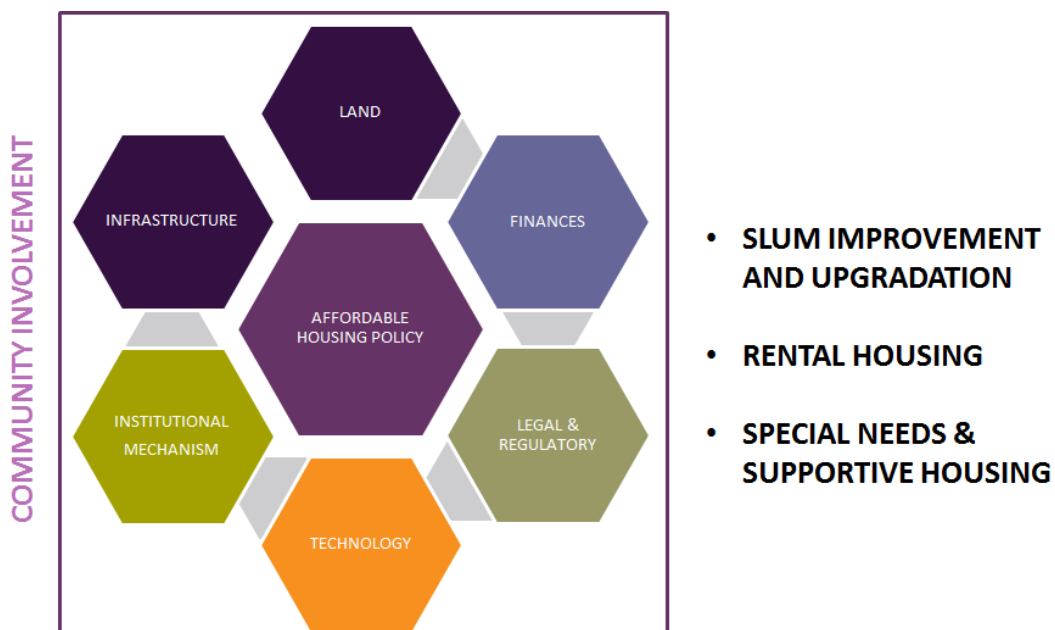 COMMUNITY INVOLVEMENT
LAND
INFRASTRUCTURE
FINANCES
AFFORDABLE
HOUSING POLICY
INSTITUTIONAL
MECHANISM
LEGAL &
REGULATORY
TECHNOLOGY
• SLUM IMPROVEMENT
AND UPGRADATION
• RENTAL HOUSING
• SPECIAL NEEDS &
SUPPORTIVE HOUSING